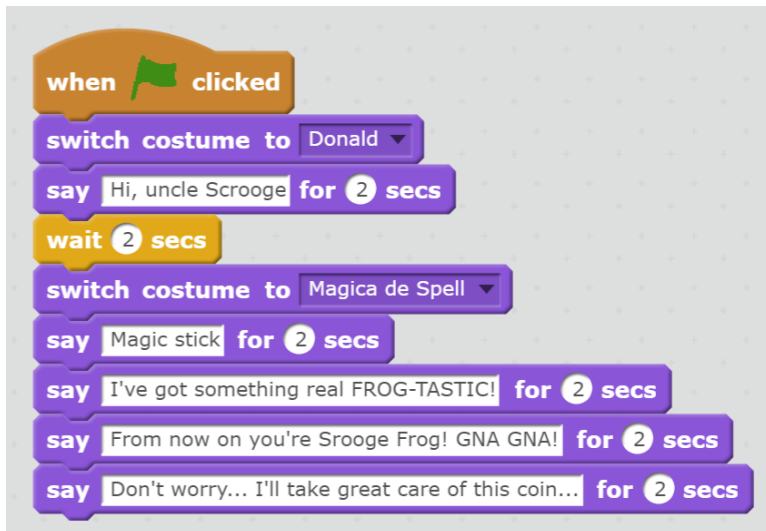 when clicked
switch costume to Donald
say Hi, uncle Scrooge for 2 secs
wait 2 secs
switch costume to Magica de Spell
say Magic stick for 2 secs
say I've got something real FROG-TASTIC! for 2 secs
say From now on you're Srooge Frog! GNA GNA! for 2 secs
say Don't worry... I'll take great care of this coin... for 2 secs